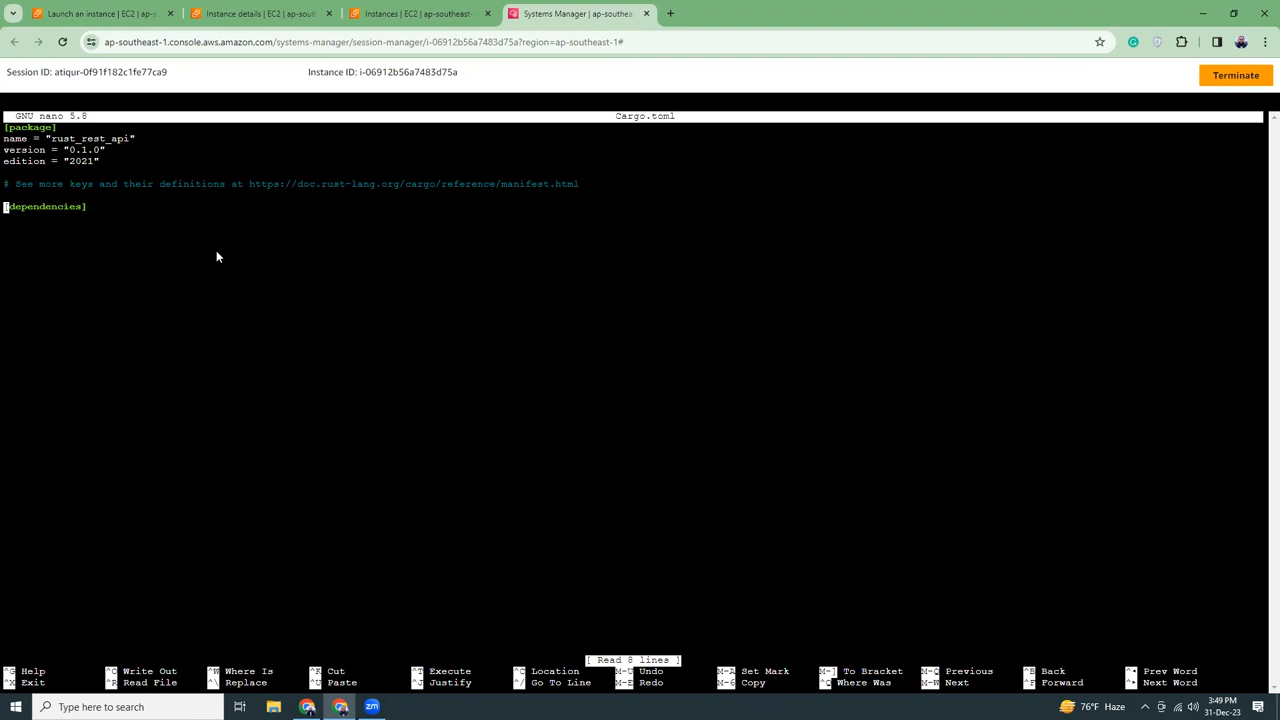 Launch an instance | EC2 | ap-s
Instance details | EC2 | ap-sout
Instances | EC2 | ap-southeast-
Systems Manager | ap-southeas
ap-southeast-1.console.aws.amazon.com/systems-manager/session-manager/i-06912b56a7483d75a?region=ap-southeast-1#
Session ID: atiqur-0f91f182c1fe77ca9
Instance ID: i-06912b56a7483d75a
Terminate
GNU nano 5.8
Cargo.toml
[package]
name = "rust_rest_api"
version = "0.1.0"
edition = "2021"
# See more keys and their definitions at https://doc.rust-lang.org/cargo/reference/manifest.html
[dependencies]
[ Read 8 lines ]
^G Help ^O Write Out ^W Where Is ^K Cut ^T Execute ^C Location M-U Undo M-A Set Mark M-] To Bracket M-Q Previous ^B Back Prev Word
^X Exit ^R Read File ^\ Replace ^U Paste ^J Justify ^/ Go To Line M-E Redo M-6 Copy ^Q Where Was M-W Next ^F Forward Next Word
Type here to search
76°F Haze
3:49 PM
31-Dec-23